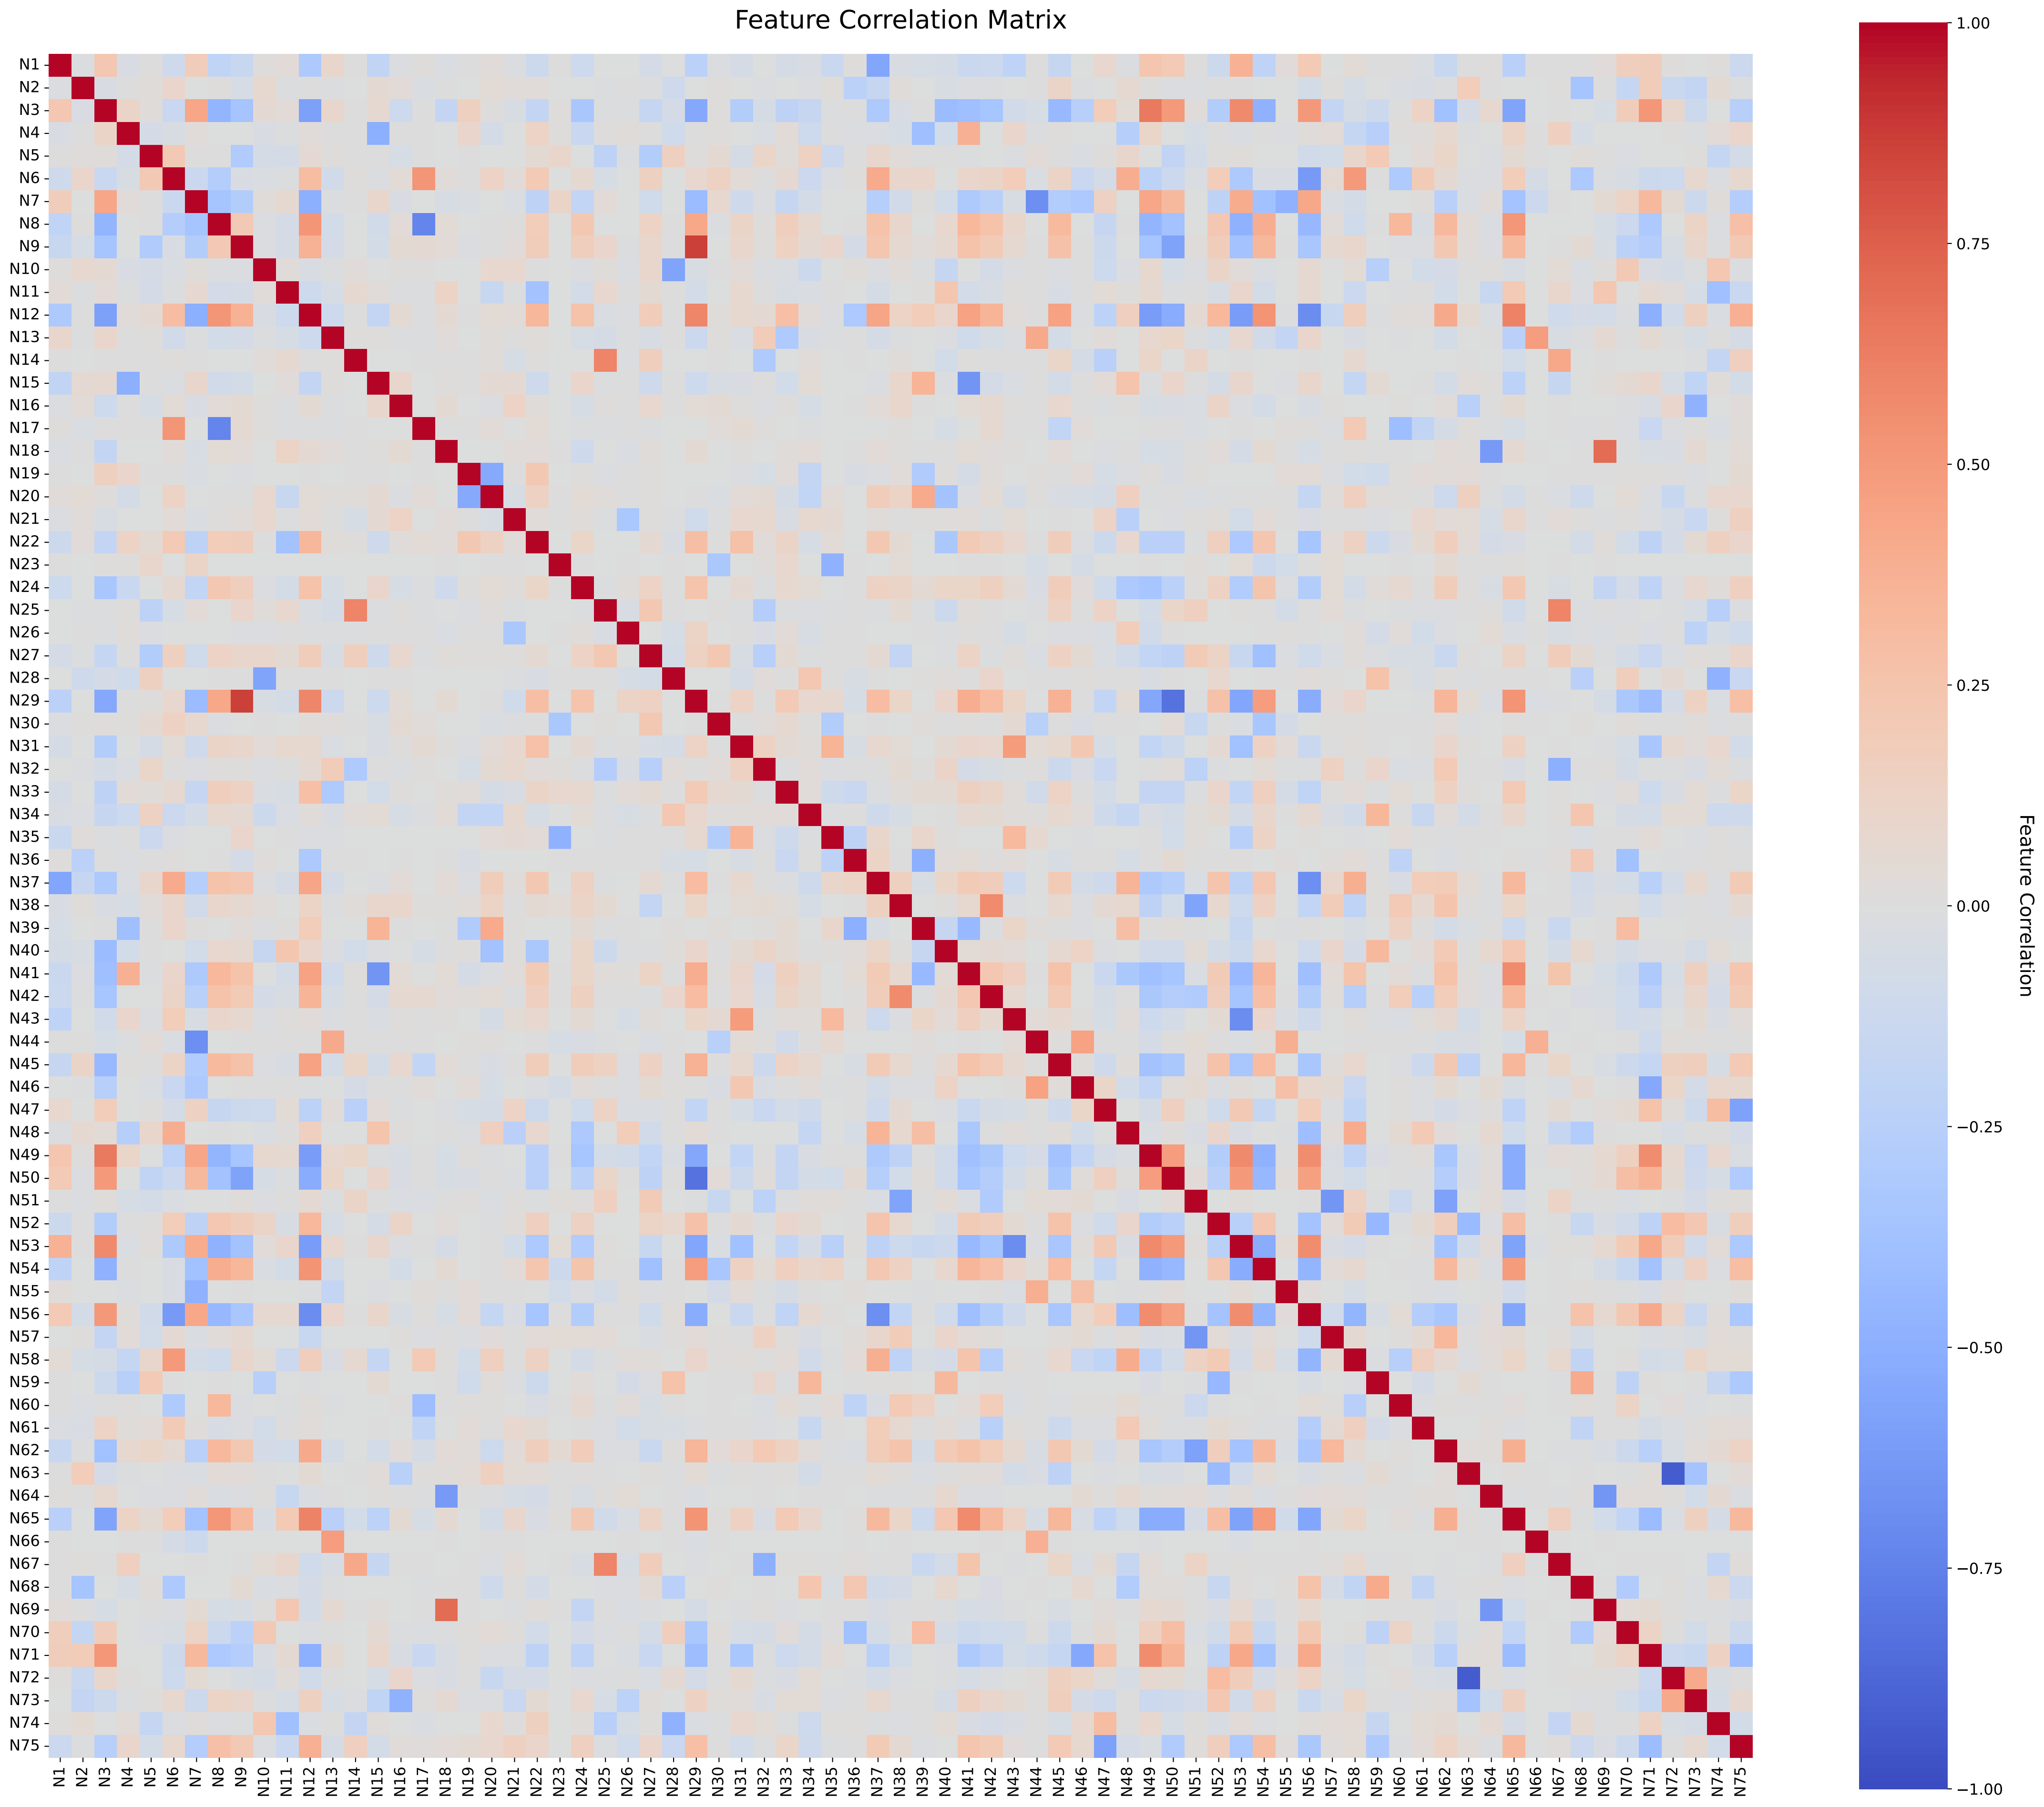 Feature Correlation Matrix
N1
N2
N3
N4
N5
N6
N7
N8
N9
N10
N11
N12
N13
N14
N15
N16
N17
N18
N19
N20
N21
N22
N23
N24
N25
N26
N27
N28
N29
N30
N31
N32
N33
N34
N35
N36
N37
N38
N39
N40
N41
N42
N43
N44
N45
N46
N47
N48
N49
N50
N51
N52
N53
N54
N55
N56
N57
N58
N59
N60
N61
N62
N63
N64
N65
N66
N67
N68
N69
N70
N71
N72
N73
N74
N75
N1
N2
N3
N4
N5
N6
N7
N8
N9
N10
N11
N12
N13
N14
N15
N16
N17
N18
N19
N20
N21
N22
N23
N24
N25
N26
N27
N28
N29
N30
N31
N32
N33
N34
N35
N36
N37
N38
N39
N40
N41
N42
N43
N44
N45
N46
N47
N48
N49
N50
N51
N52
N53
N54
N55
N56
N57
N58
N59
N60
N61
N62
N63
N64
N65
N66
N67
N68
N69
N70
N71
N72
N73
N74
N75
1.00
0.75
0.50
0.25
0.00
−0.25
−0.50
−0.75
−1.00
Feature Correlation